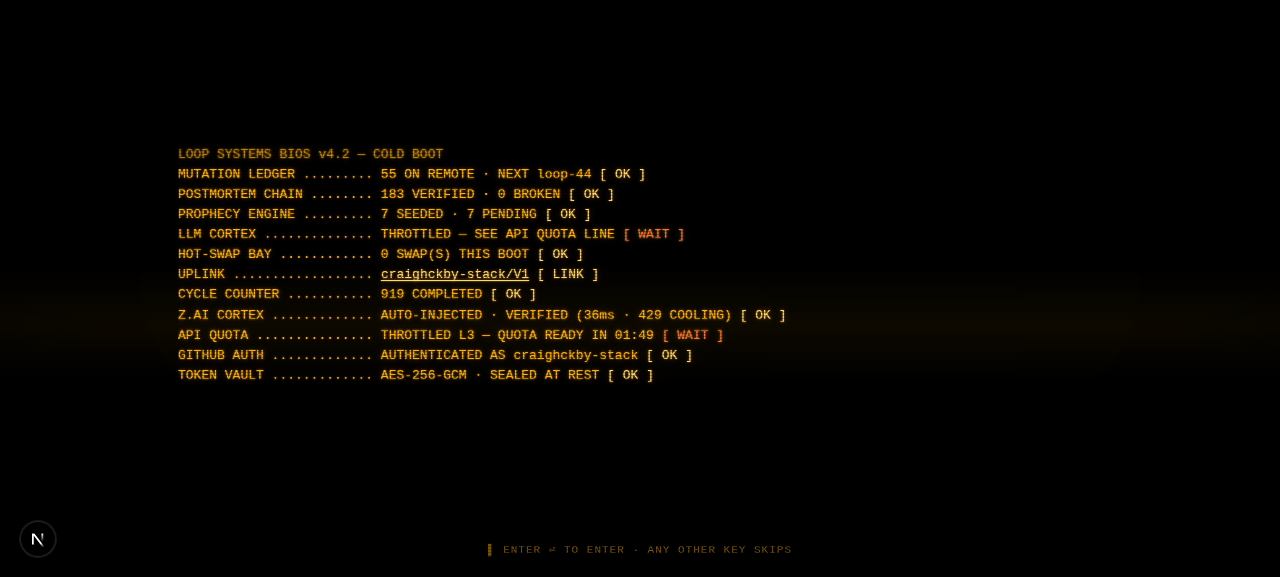 LOOP SYSTEMS BIOS v4.2 — COLD BOOT
MUTATION LEDGER ......... 55 ON REMOTE · NEXT loop-44 [ OK ]
POSTMORTEM CHAIN ........ 183 VERIFIED · 0 BROKEN [ OK ]
PROPHECY ENGINE ......... 7 SEEDED · 7 PENDING [ OK ]
LLM CORTEX .............. THROTTLED — SEE API QUOTA LINE [ WAIT ]
HOT-SWAP BAY ............ 0 SWAP(S) THIS BOOT [ OK ]
UPLINK .................. craighckby-stack/V1 [ LINK ]
CYCLE COUNTER ........... 919 COMPLETED [ OK ]
Z.AI CORTEX ............. AUTO-INJECTED · VERIFIED (36ms · 429 COOLING) [ OK ]
API QUOTA ............... THROTTLED L3 — QUOTA READY IN 01:49 [ WAIT ]
GITHUB AUTH ............. AUTHENTICATED AS craighckby-stack [ OK ]
TOKEN VAULT ............. AES-256-GCM · SEALED AT REST [ OK ]
ENTER ⏎ TO ENTER · ANY OTHER KEY SKIPS
N